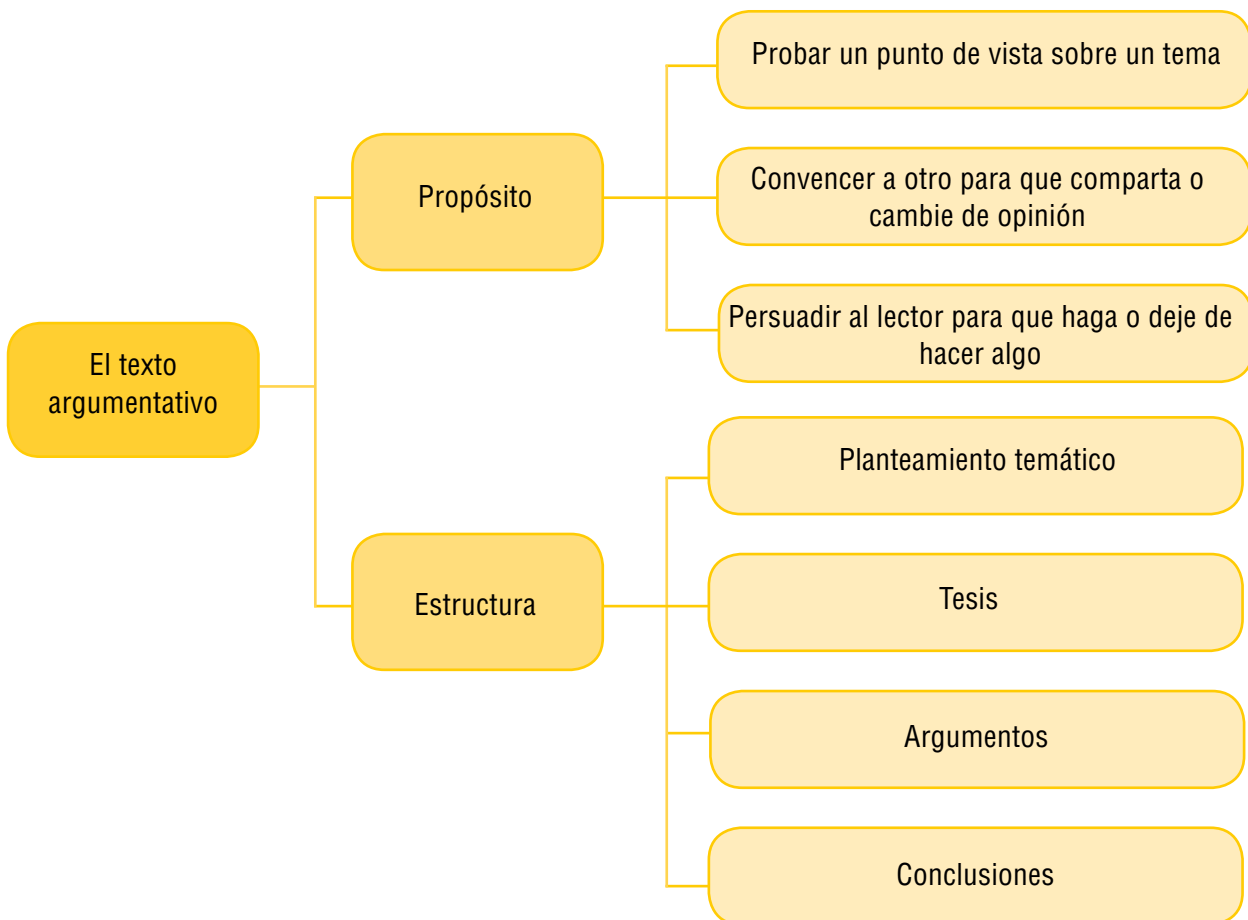 El texto
argumentativo
Propósito
Probar un punto de vista sobre un tema
Convencer a otro para que comparta o
cambie de opinión
Persuadir al lector para que haga o deje de
hacer algo
Estructura
Planteamiento temático
Tesis
Argumentos
Conclusiones